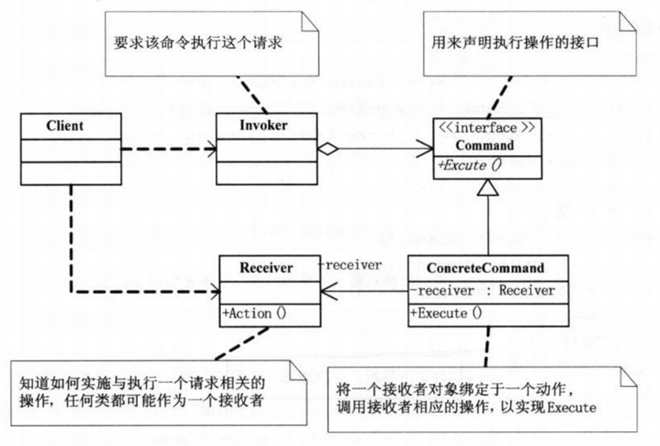 要求该命令执行这个请求
用来声明执行操作的接口
Client
Invoker
<<interface >>
Command
+Excute ()
Receiver
-receiver
ConcreteCommand
-receiver : Receiver
+Action ()
+Execute ()
知道如何实施与执行一个请求相关的
操作，任何类都可能作为一个接收者
将一个接收者对象绑定于一个动作，
调用接收者相应的操作，以实现Execute